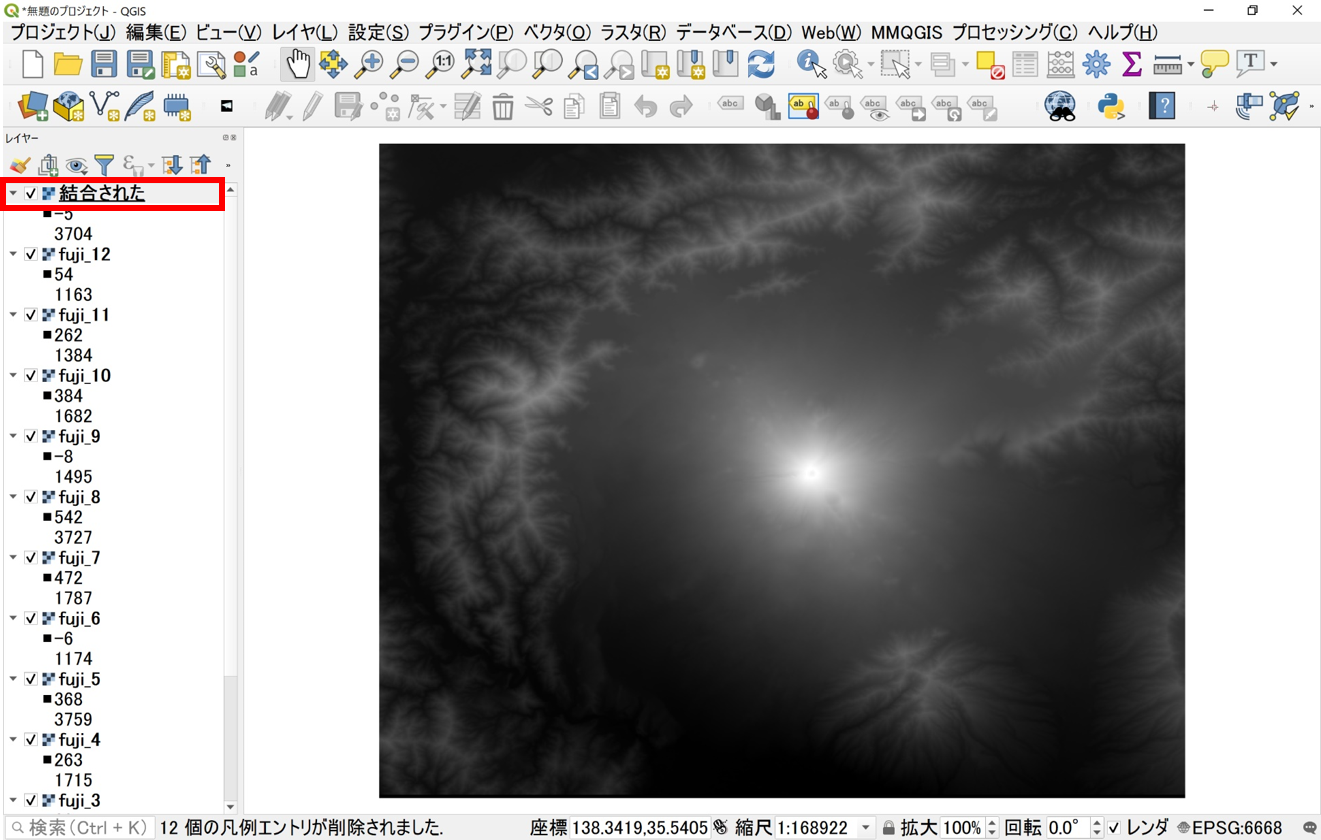 *無題のプロジェクト - QGIS
プロジェクト(J) 編集(E) ビュー(V) レイヤ(L) 設定(S) プラグイン(P) ベクタ(O) ラスタ(R) データベース(D) Web(W) MMQGIS プロセッシング(C) ヘルプ(H)
レイヤー
結合された
-5
3704
fuji_12
54
1163
fuji_11
262
1384
fuji_10
384
1682
fuji_9
-8
1495
fuji_8
542
3727
fuji_7
472
1787
fuji_6
-6
1174
fuji_5
368
3759
fuji_4
263
1715
fuji_3
検索(Ctrl + K) 12 個の凡例エントリが削除されました. 座標 138.3419,35.5405 縮尺 1:168922 拡大 100% 回転 0.0° レンダ EPSG:6668